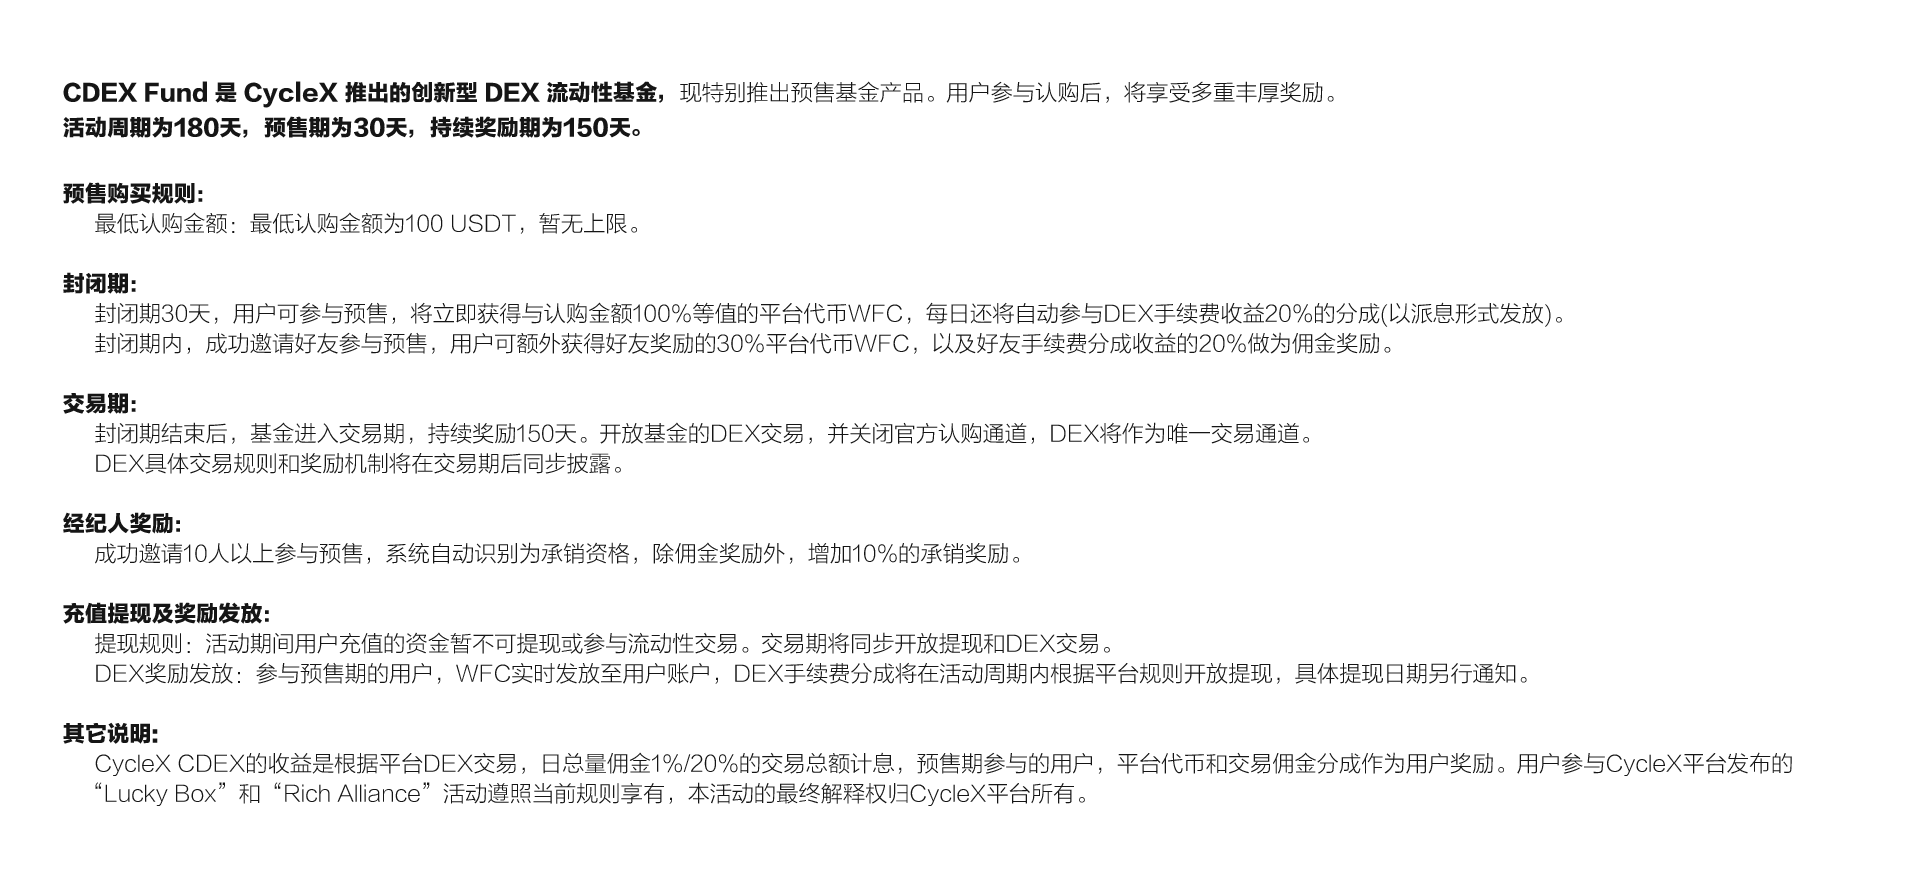 CDEX Fund 是 CycleX 推出的创新型 DEX 流动性基金，现特别推出预售基金产品。用户参与认购后，将享受多重丰厚奖励。
活动周期为180天，预售期为30天，持续奖励期为150天。
预售购买规则:
最低认购金额：最低认购金额为100 USDT，暂无上限。
封闭期:
封闭期30天，用户可参与预售，将立即获得与认购金额100%等值的平台代币WFC，每日还将自动参与DEX手续费收益20%的分成(以派息形式发放)。
封闭期内，成功邀请好友参与预售，用户可额外获得好友奖励的30%平台代币WFC，以及好友手续费分成收益的20%做为佣金奖励。
交易期:
封闭期结束后，基金进入交易期，持续奖励150天。开放基金的DEX交易，并关闭官方认购通道，DEX将作为唯一交易通道。
DEX具体交易规则和奖励机制将在交易期后同步披露。
经纪人奖励:
成功邀请10人以上参与预售，系统自动识别为承销资格，除佣金奖励外，增加10%的承销奖励。
充值提现及奖励发放:
提现规则：活动期间用户充值的资金暂不可提现或参与流动性交易。交易期将同步开放提现和DEX交易。
DEX奖励发放：参与预售期的用户，WFC实时发放至用户账户，DEX手续费分成将在活动周期内根据平台规则开放提现，具体提现日期另行通知。
其它说明:
CycleX CDEX的收益是根据平台DEX交易，日总量佣金1%/20%的交易总额计息，预售期参与的用户，平台代币和交易佣金分成作为用户奖励。用户参与CycleX平台发布的
“Lucky Box”和“Rich Alliance”活动遵照当前规则享有，本活动的最终解释权归CycleX平台所有。